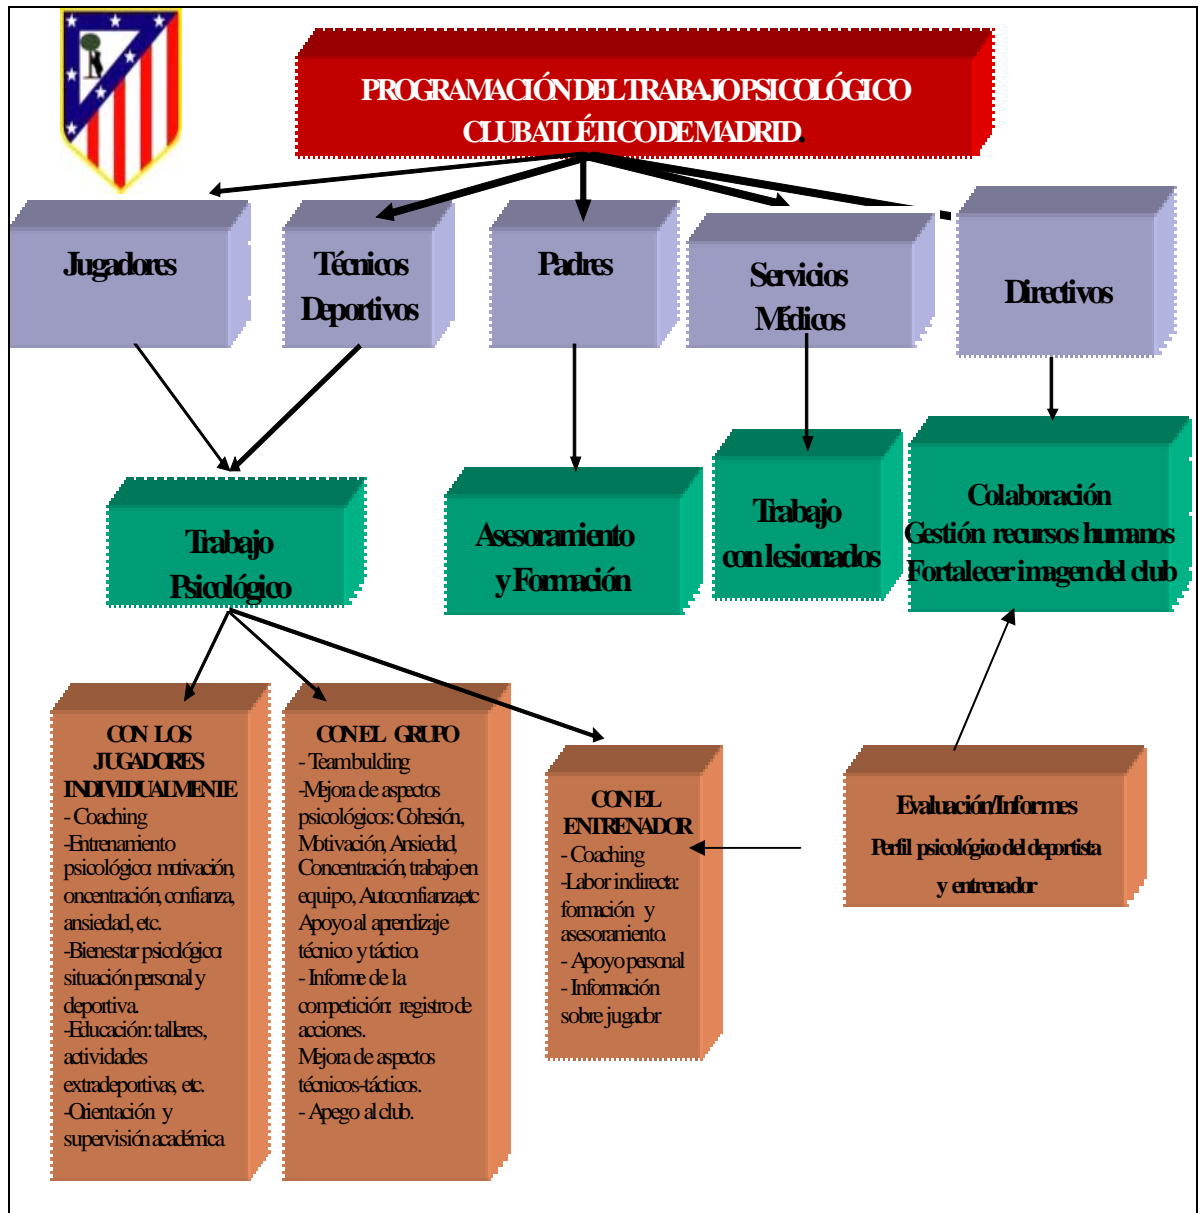 PROGRAMACIÓN DEL TRABAJO PSICOLÓGICO
CLUB ATLÉTICO DE MADRID.
Jugadores
Técnicos
Deportivos
Padres
Servicios
Médicos
Directivos
Trabajo
Psicológico
Asesoramiento
y Formación
Trabajo
con lesionados
Colaboración
Gestión recursos humanos
Fortalecer imagen del club
CON LOS
JUGADORES
INDIVIDUALMENTE
- Coaching
-Entrenamiento
psicológico: motivación,
oncentración, confianza,
ansiedad, etc.
-Bienestar psicológico:
situación personal y
deportiva.
-Educación: talleres,
actividades
extradeportivas, etc.
-Orientación y
supervisión académica
CON EL GRUPO
- Teambulding
-Mejora de aspectos
psicológicos: Cohesión,
Motivación, Ansiedad,
Concentración, trabajo en
equipo, Autoconfianza,etc
Apoyo al aprendizaje
técnico y táctico.
- Informe de la
competición: registro de
acciones.
Mejora de aspectos
técnicos-tácticos.
- Apego al club.
CON EL
ENTRENADOR
- Coaching
-Labor indirecta:
formación y
asesoramiento.
- Apoyo personal
- Información
sobre jugador
Evaluación/Informes
Perfil psicológico del deportista
y entrenador